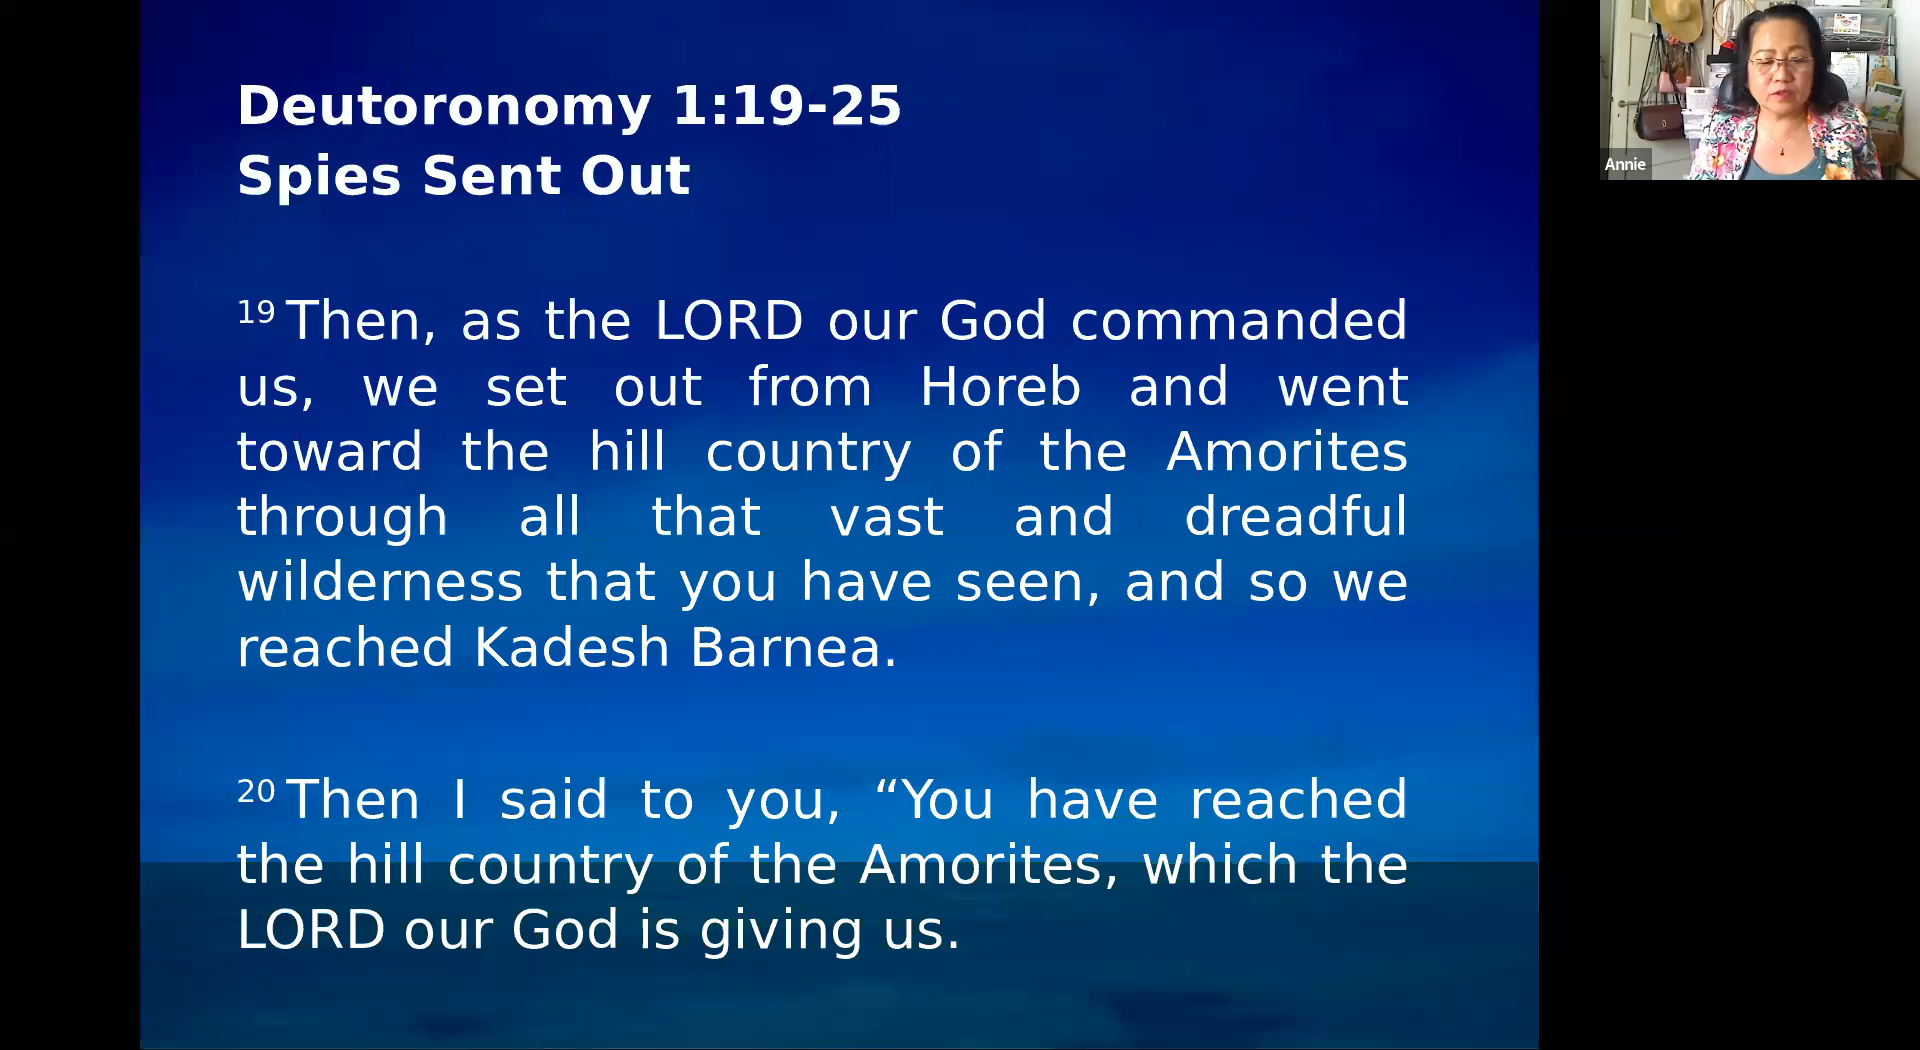 Deutoronomy 1:19-25
Spies Sent Out
19 Then, as the LORD our God commanded
us, we set out from Horeb and went
toward the hill country of the Amorites
through all that vast and dreadful
wilderness that you have seen, and so we
reached Kadesh Barnea.
20 Then I said to you, “You have reached
the hill country of the Amorites, which the
LORD our God is giving us.
Annie